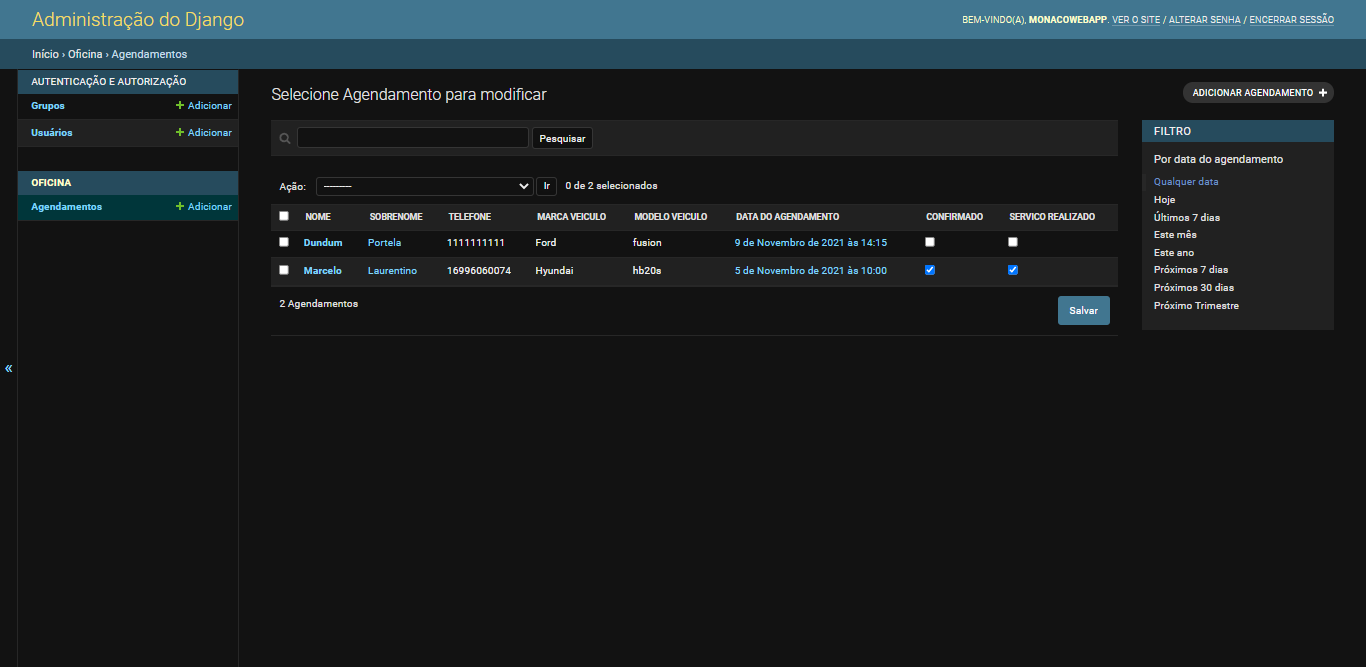 Administração do Django
BEM-VINDO(A), MONACOWEBAPP. VER O SITE / ALTERAR SENHA / ENCERRAR SESSÃO
Início › Oficina › Agendamentos
AUTENTICAÇÃO E AUTORIZAÇÃO
Grupos + Adicionar
Usuários + Adicionar
OFICINA
Agendamentos + Adicionar
«
Selecione Agendamento para modificar
ADICIONAR AGENDAMENTO +
Pesquisar
Ação: --------- Ir 0 de 2 selecionados
NOME SOBRENOME TELEFONE MARCA VEICULO MODELO VEICULO DATA DO AGENDAMENTO CONFIRMADO SERVICO REALIZADO
Dundum Portela 1111111111 Ford fusion 9 de Novembro de 2021 às 14:15
Marcelo Laurentino 16996060074 Hyundai hb20s 5 de Novembro de 2021 às 10:00
2 Agendamentos
Salvar
FILTRO
Por data do agendamento
Qualquer data
Hoje
Últimos 7 dias
Este mês
Este ano
Próximos 7 dias
Próximos 30 dias
Próximo Trimestre